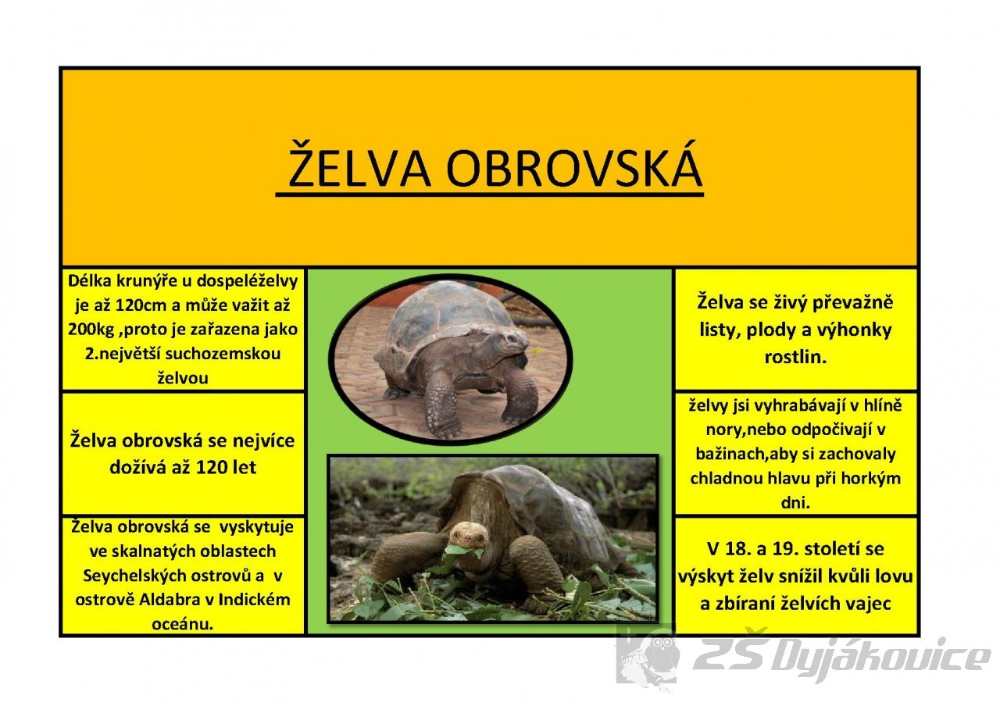 ŽELVA OBROVSKÁ
Délka krunýře u dospeléželvy
je až 120cm a může važit až
200kg ,proto je zařazena jako
2.největší suchozemskou
želvou
Želva obrovská se nejvíce
dožívá až 120 let
Želva obrovská se  vyskytuje
ve skalnatých oblastech
Seychelských ostrovů a  v
ostrově Aldabra v Indickém
oceánu.
Želva se živý převažně
listy, plody a výhonky
rostlin.
želvy jsi vyhrabávají v hlíně
nory,nebo odpočivají v
bažinach,aby si zachovaly
chladnou hlavu při horkým
dni.
V 18. a 19. století se
výskyt želv snížil kvůli lovu
a zbíraní želvích vajec
ZŠ Dyjákovice